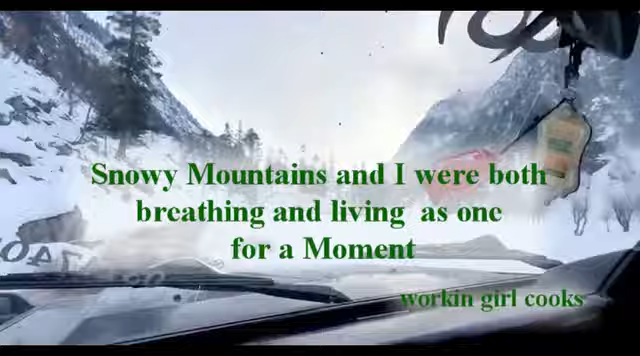 Snowy Mountains and I were both
breathing and living as one
for a Moment
workin girl cooks